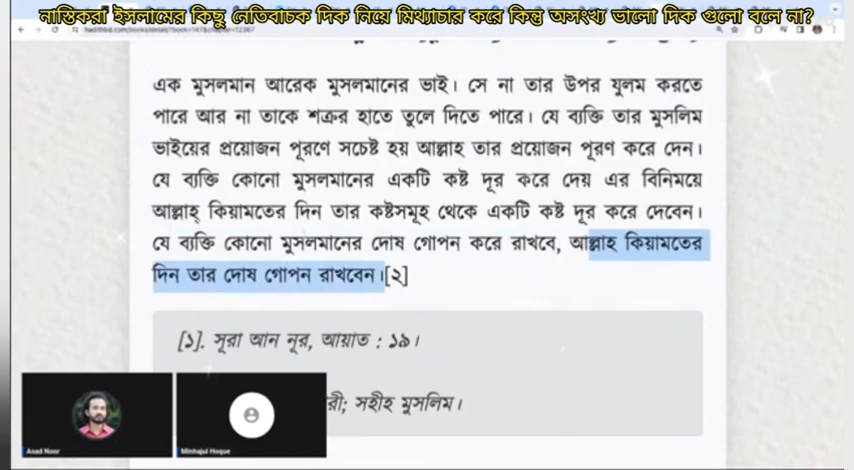 নাস্তিকরা ইসলামের কিছু নেতিবাচক দিক নিয়ে মিথ্যাচার করে কিন্তু অসংখ্য ভালো দিক গুলো বলে না?
এক মুসলমান আরেক মুসলমানের ভাই। সে না তার উপর যুলম করতে
পারে আর না তাকে শত্রুর হাতে তুলে দিতে পারে। যে ব্যক্তি তার মুসলিম
ভাইয়ের প্রয়োজন পূরণে সচেষ্ট হয় আল্লাহ তার প্রয়োজন পূরণ করে দেন।
যে ব্যক্তি কোনো মুসলমানের একটি কষ্ট দূর করে দেয় এর বিনিময়ে
আল্লাহ্ কিয়ামতের দিন তার কষ্টসমূহ থেকে একটি কষ্ট দূর করে দেবেন।
যে ব্যক্তি কোনো মুসলমানের দোষ গোপন করে রাখবে, আল্লাহ কিয়ামতের
দিন তার দোষ গোপন রাখবেন।[২]
[১]. সূরা আন নূর, আয়াত : ১৯।
রী; সহীহ মুসলিম।
Asad Noor
Minhajul Hoque